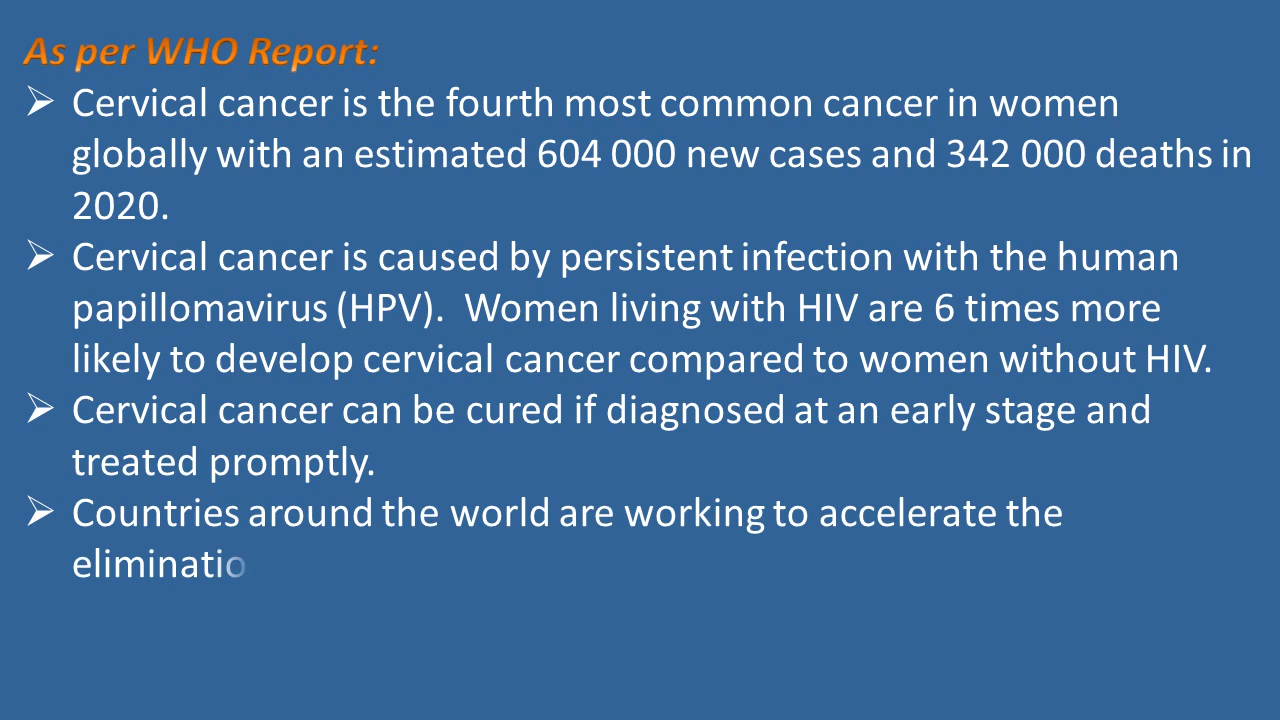 As per WHO Report:
➢ Cervical cancer is the fourth most common cancer in women
globally with an estimated 604 000 new cases and 342 000 deaths in
2020.
➢ Cervical cancer is caused by persistent infection with the human
papillomavirus (HPV).  Women living with HIV are 6 times more
likely to develop cervical cancer compared to women without HIV.
➢ Cervical cancer can be cured if diagnosed at an early stage and
treated promptly.
➢ Countries around the world are working to accelerate the
eliminatio